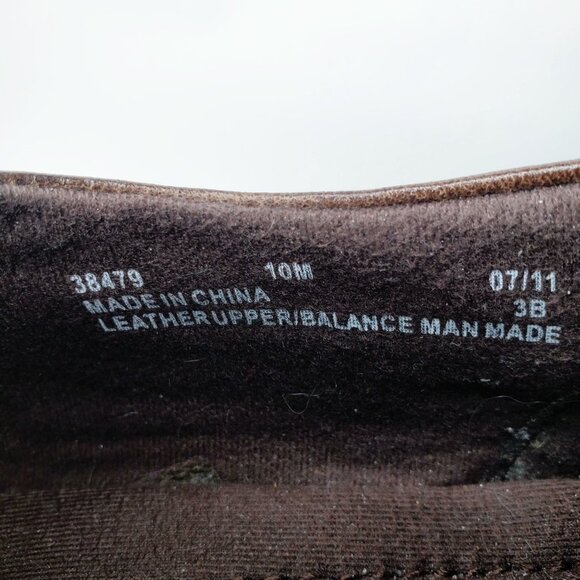 38479 10M 07/11
MADE IN CHINA 3B
LEATHER UPPER/BALANCE MAN MADE